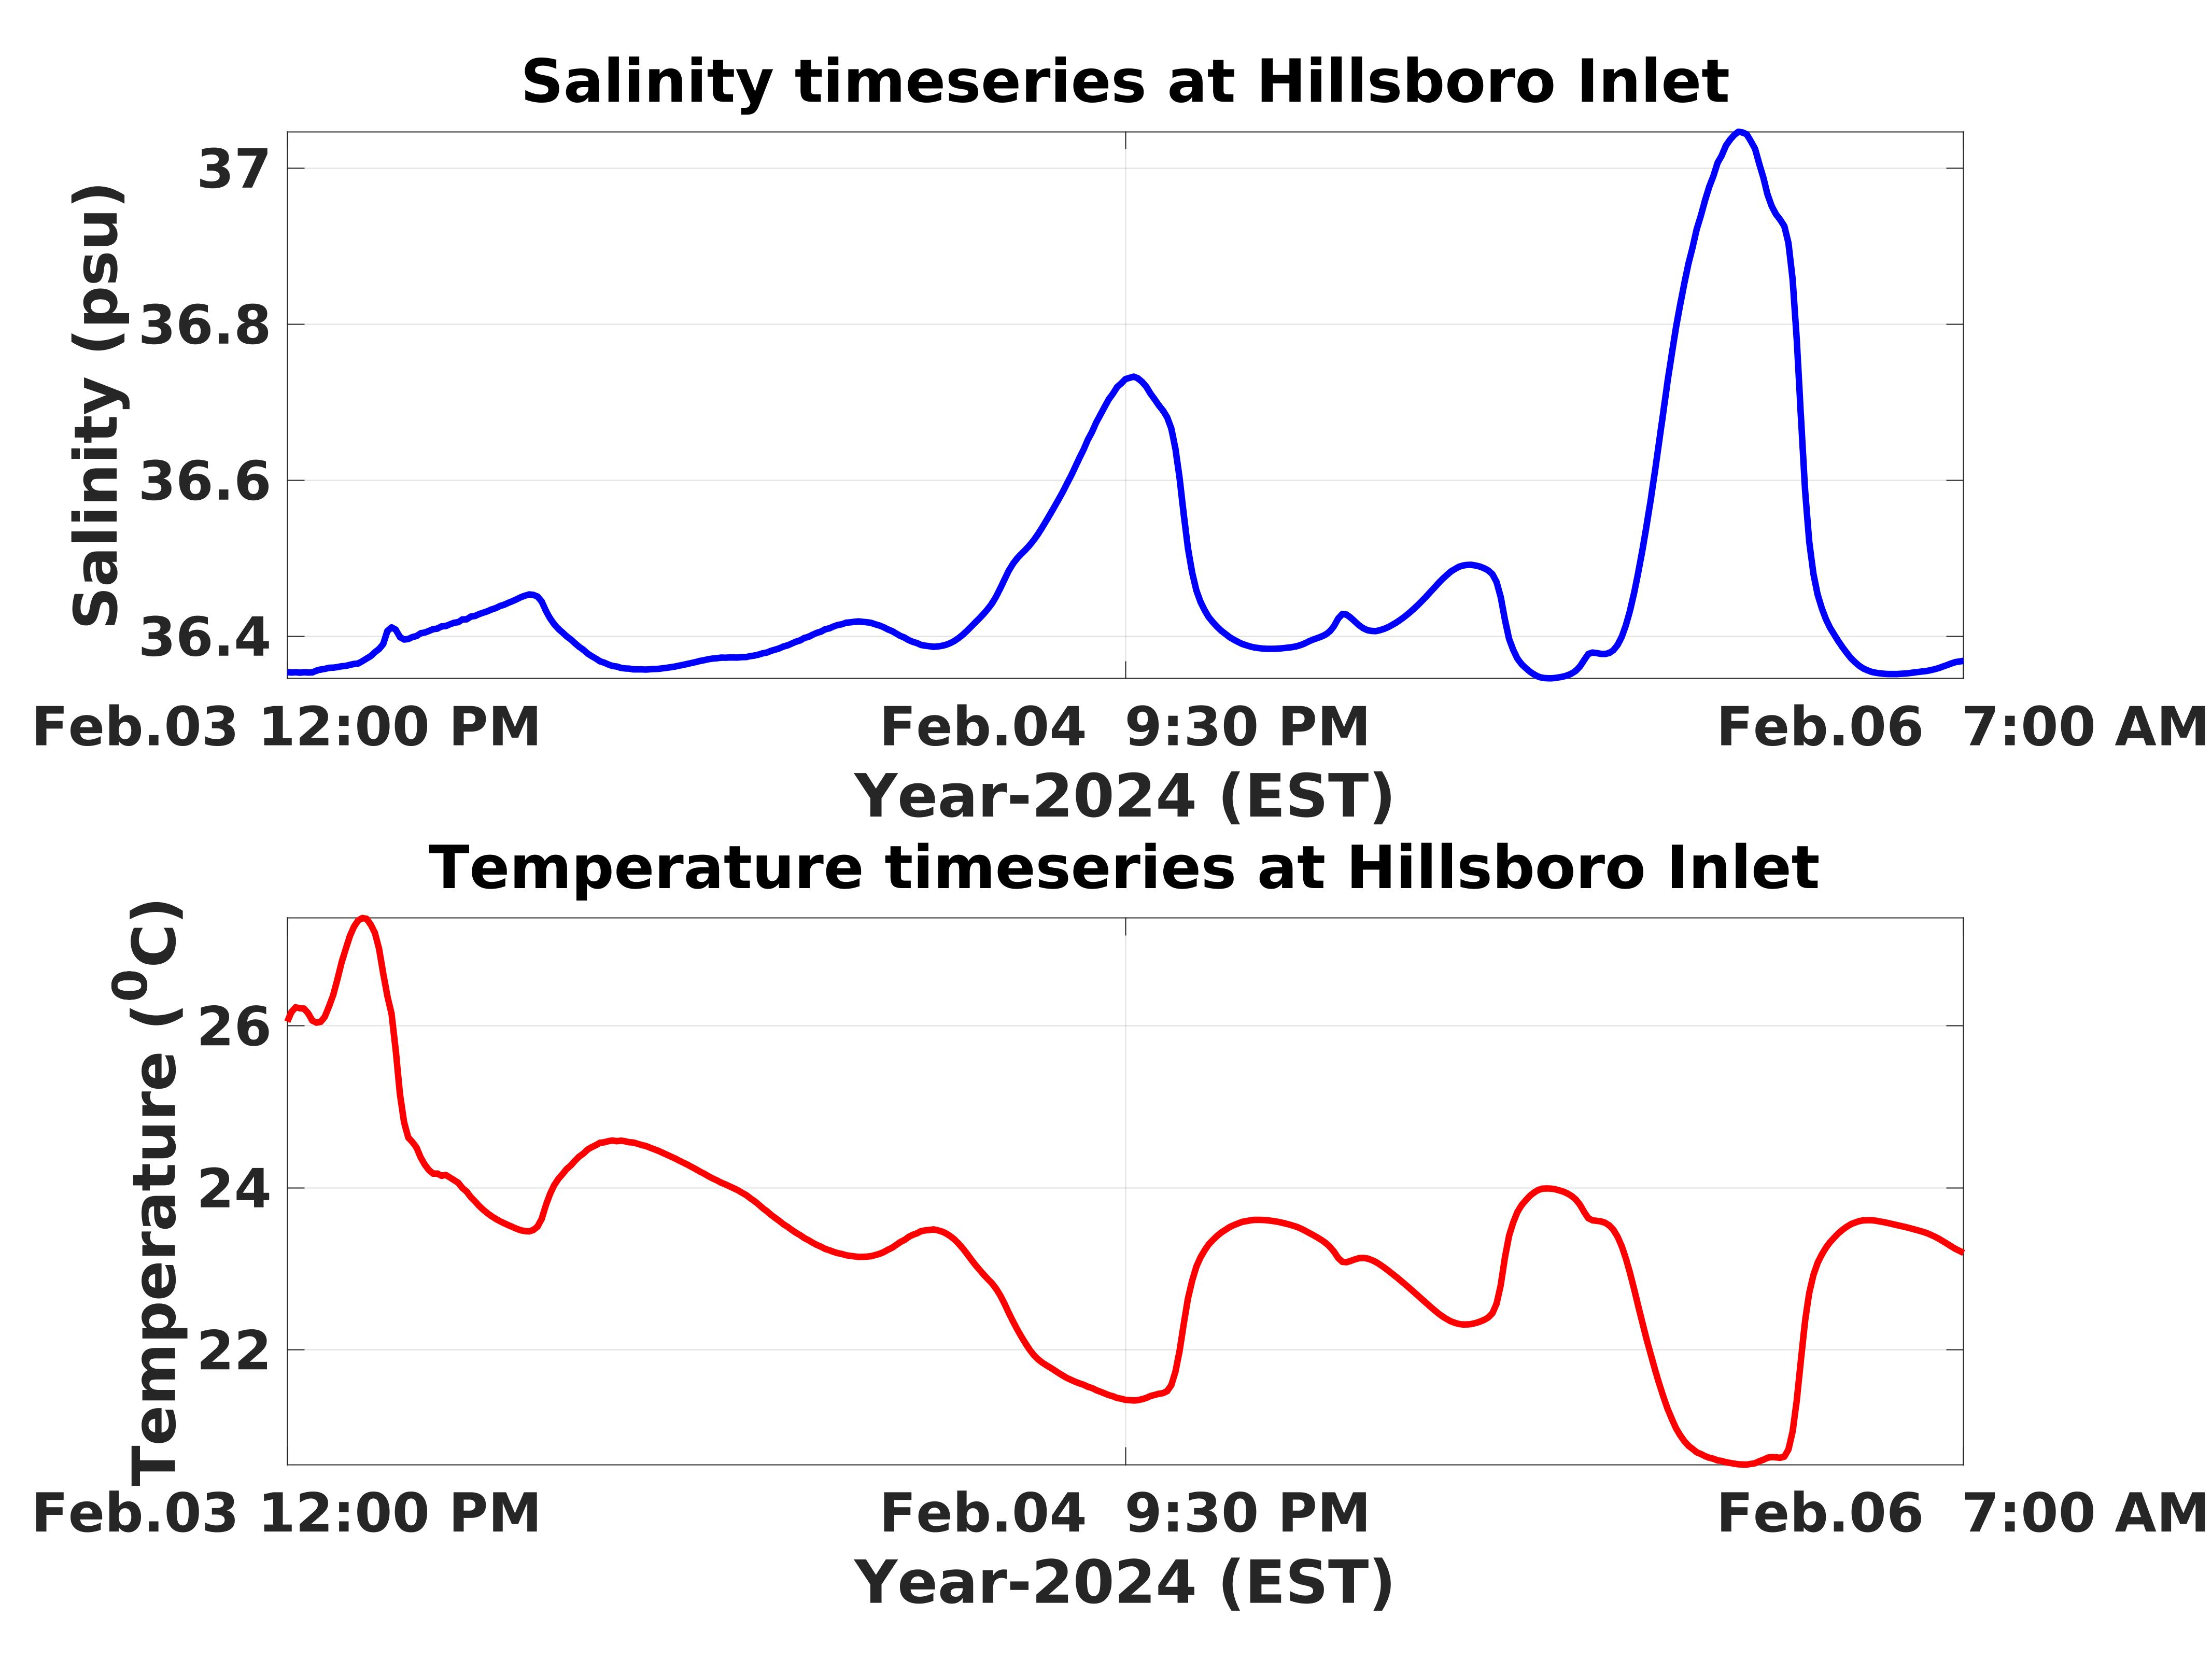 Salinity timeseries at Hillsboro Inlet
Salinity (psu)
37
36.8
36.6
36.4
Feb.03 12:00 PM Feb.04 9:30 PM Feb.06 7:00 AM
Year-2024 (EST)
Temperature timeseries at Hillsboro Inlet
Temperature (⁰C)
26
24
22
Feb.03 12:00 PM Feb.04 9:30 PM Feb.06 7:00 AM
Year-2024 (EST)